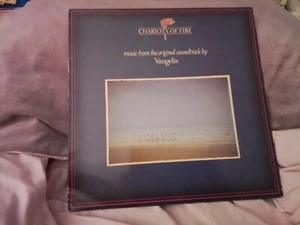 CHARIOTS OF FIRE
music from the original soundtrack by
Vangelis